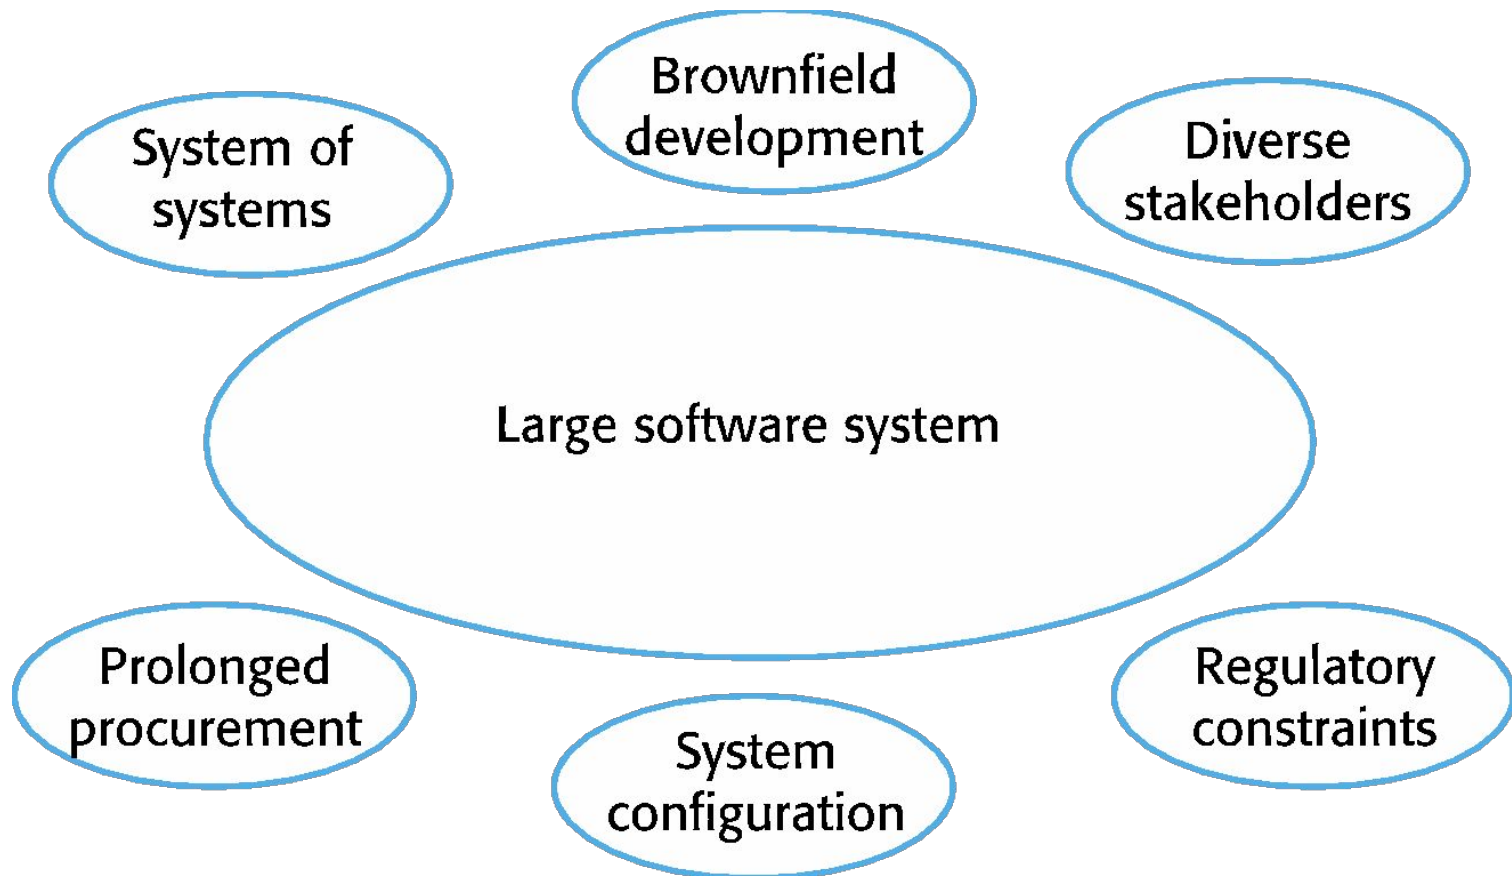 Brownfield
development
System of
systems
Diverse
stakeholders
Large software system
Prolonged
procurement
System
configuration
Regulatory
constraints